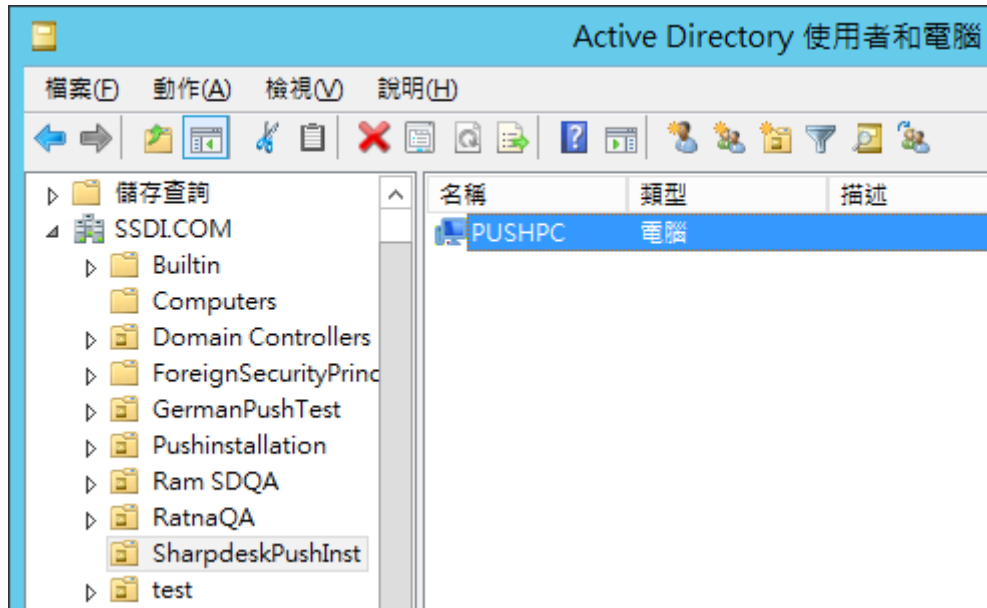 Active Directory 使用者和電腦
檔案(F) 動作(A) 檢視(V) 說明(H)
儲存查詢
SSDI.COM
Builtin
Computers
Domain Controllers
ForeignSecurityPrinc
GermanPushTest
Pushinstallation
Ram SDQA
RatnaQA
SharpdeskPushInst
test
名稱 類型 描述
PUSHPC 電腦